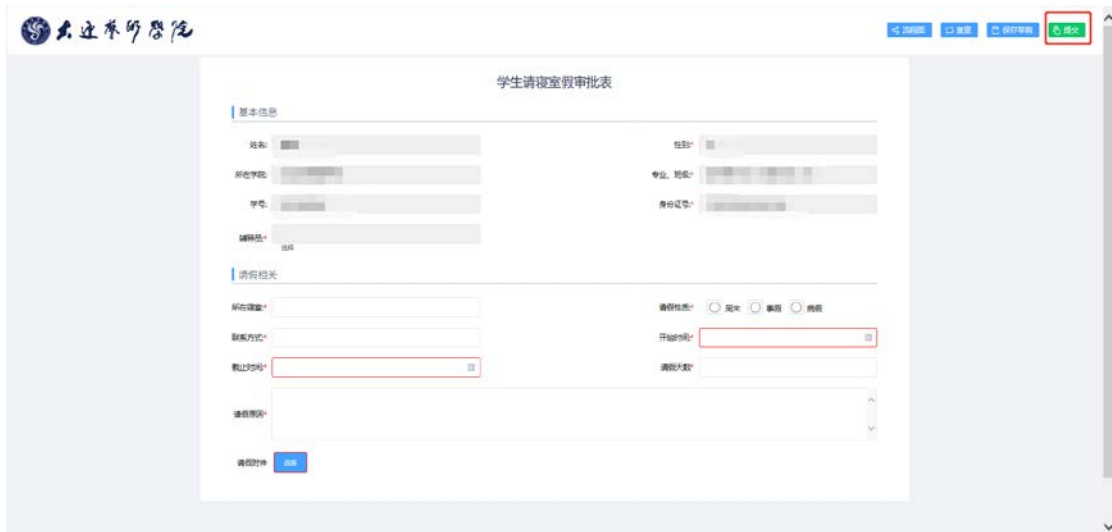 大连艺术学院
流程图 重置 保存草稿 提交
学生请寝室假审批表
基本信息
姓名: 性别*
所在学院: 专业、班级:*
学号: 身份证号:*
辅导员:*
选择
请假相关
所在寝室:* 请假性质:* 周末 事假 病假
联系方式:* 开始时间:*
截止时间:* 请假天数*
请假原因*
请假附件